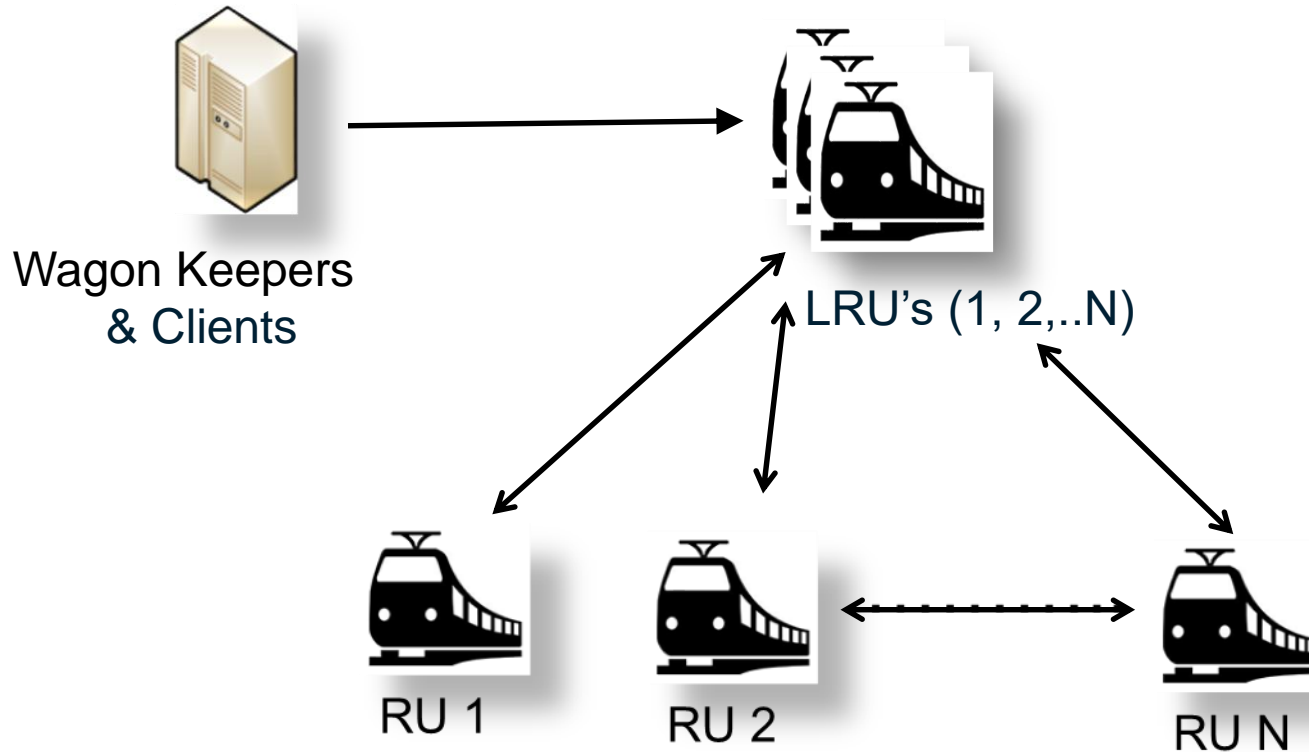 Wagon Keepers
& Clients
LRU’s (1, 2,..N)
RU 1
RU 2
RU N